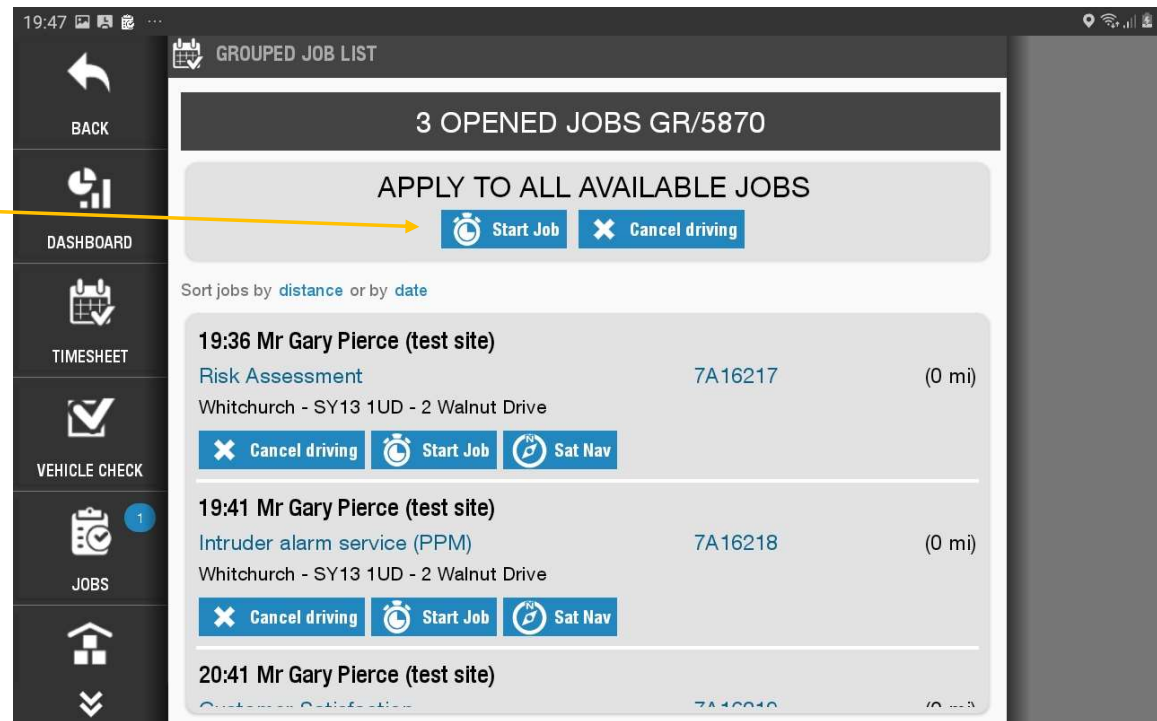 19:47
GROUPED JOB LIST
BACK
3 OPENED JOBS GR/5870
APPLY TO ALL AVAILABLE JOBS
Start Job Cancel driving
DASHBOARD
Sort jobs by distance or by date
TIMESHEET
19:36 Mr Gary Pierce (test site)
Risk Assessment 7A16217 (0 mi)
Whitchurch - SY13 1UD - 2 Walnut Drive
Cancel driving Start Job Sat Nav
VEHICLE CHECK
19:41 Mr Gary Pierce (test site)
1
Intruder alarm service (PPM) 7A16218 (0 mi)
Whitchurch - SY13 1UD - 2 Walnut Drive
JOBS
Cancel driving Start Job Sat Nav
20:41 Mr Gary Pierce (test site)